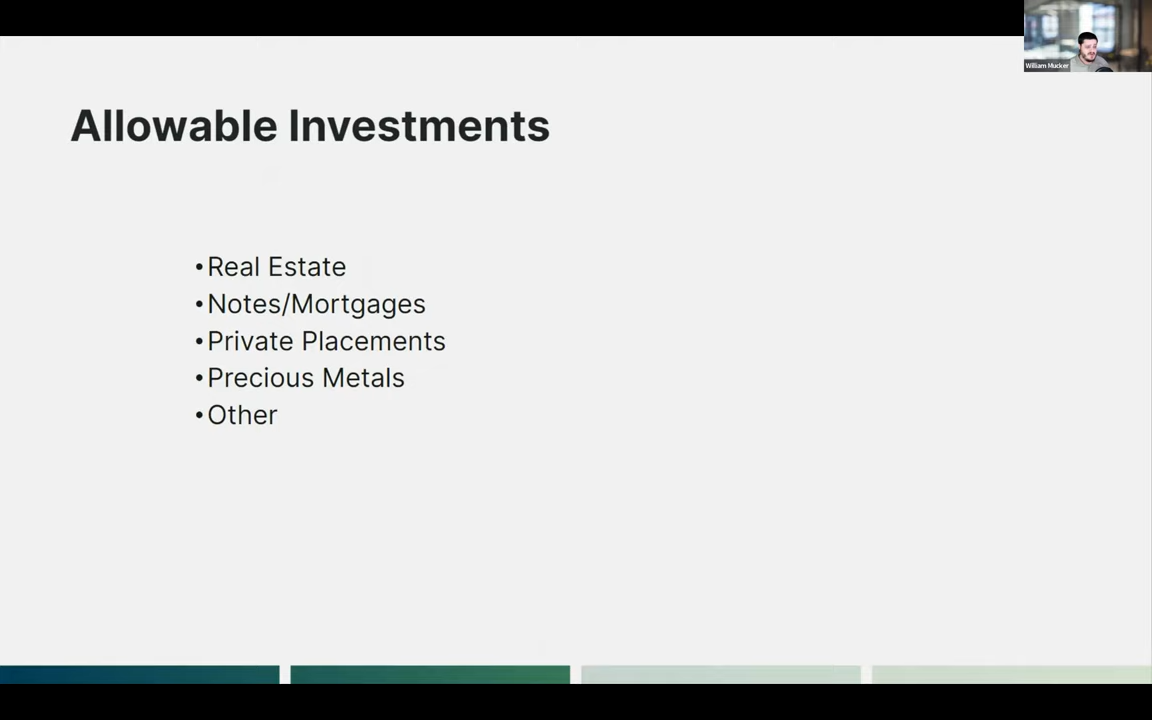 William Mucker
Allowable Investments
•Real Estate
•Notes/Mortgages
•Private Placements
•Precious Metals
•Other